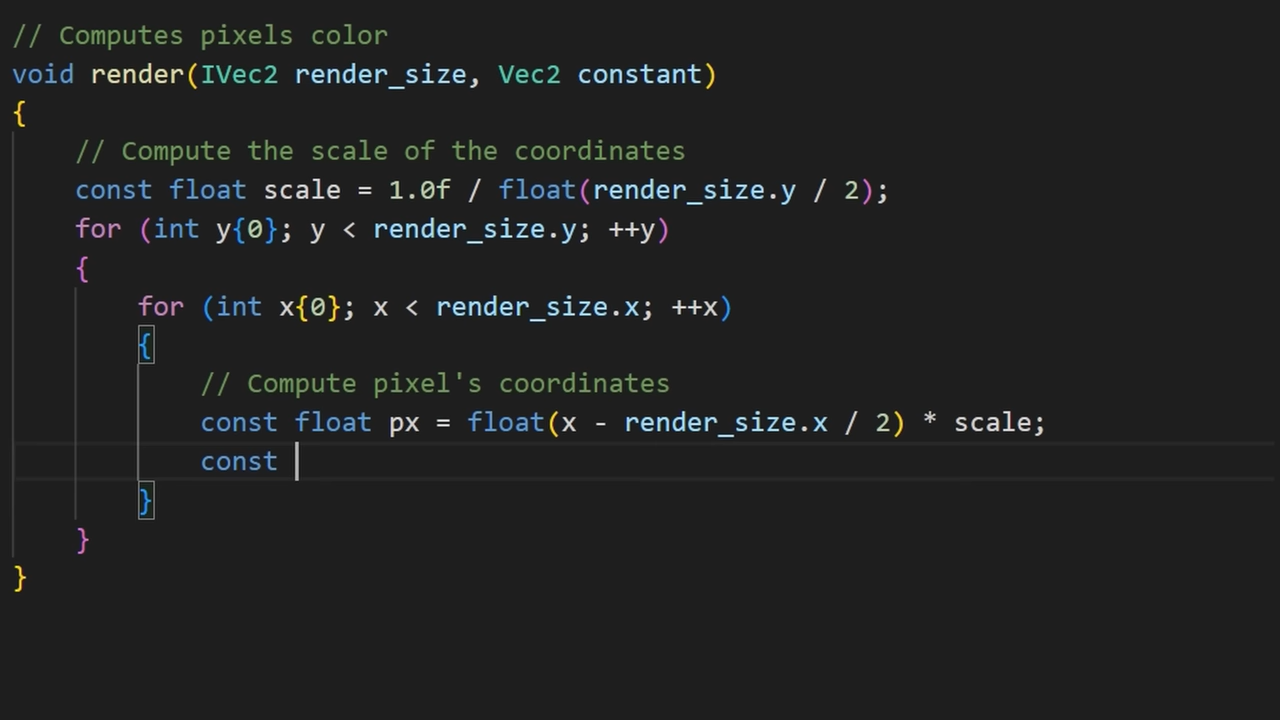 // Computes pixels color
void render(IVec2 render_size, Vec2 constant)
{
    // Compute the scale of the coordinates
    const float scale = 1.0f / float(render_size.y / 2);
    for (int y{0}; y < render_size.y; ++y)
    {
        for (int x{0}; x < render_size.x; ++x)
        {
            // Compute pixel's coordinates
            const float px = float(x - render_size.x / 2) * scale;
            const
        }
    }
}